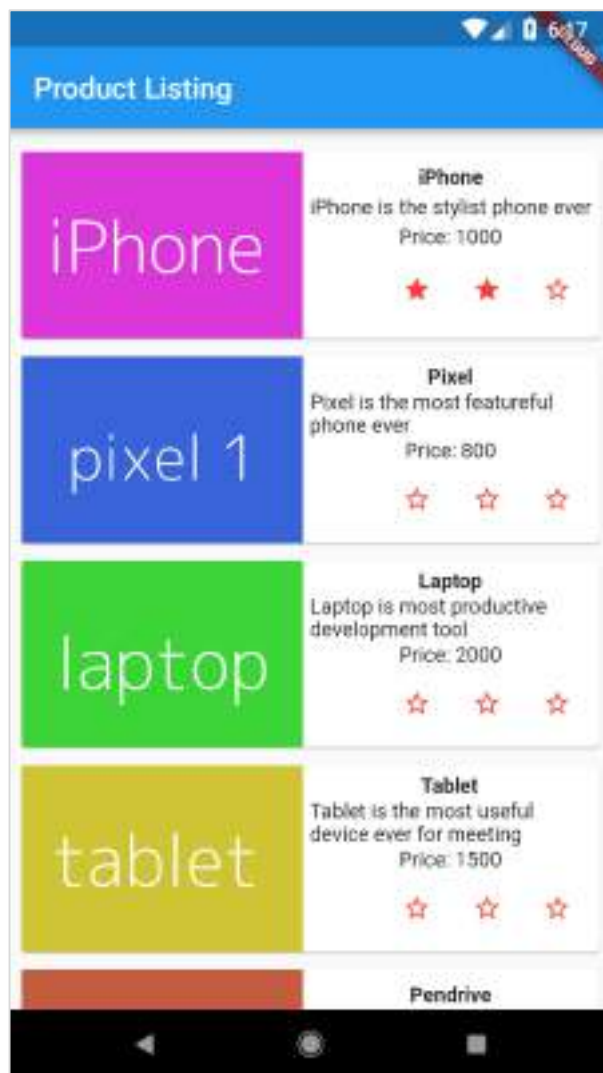 6:17
Product Listing
iPhone
iPhone
iPhone is the stylist phone ever
Price: 1000
pixel 1
Pixel
Pixel is the most featureful
phone ever
Price: 800
laptop
Laptop
Laptop is most productive
development tool
Price: 2000
tablet
Tablet
Tablet is the most useful
device ever for meeting
Price: 1500
Pendrive